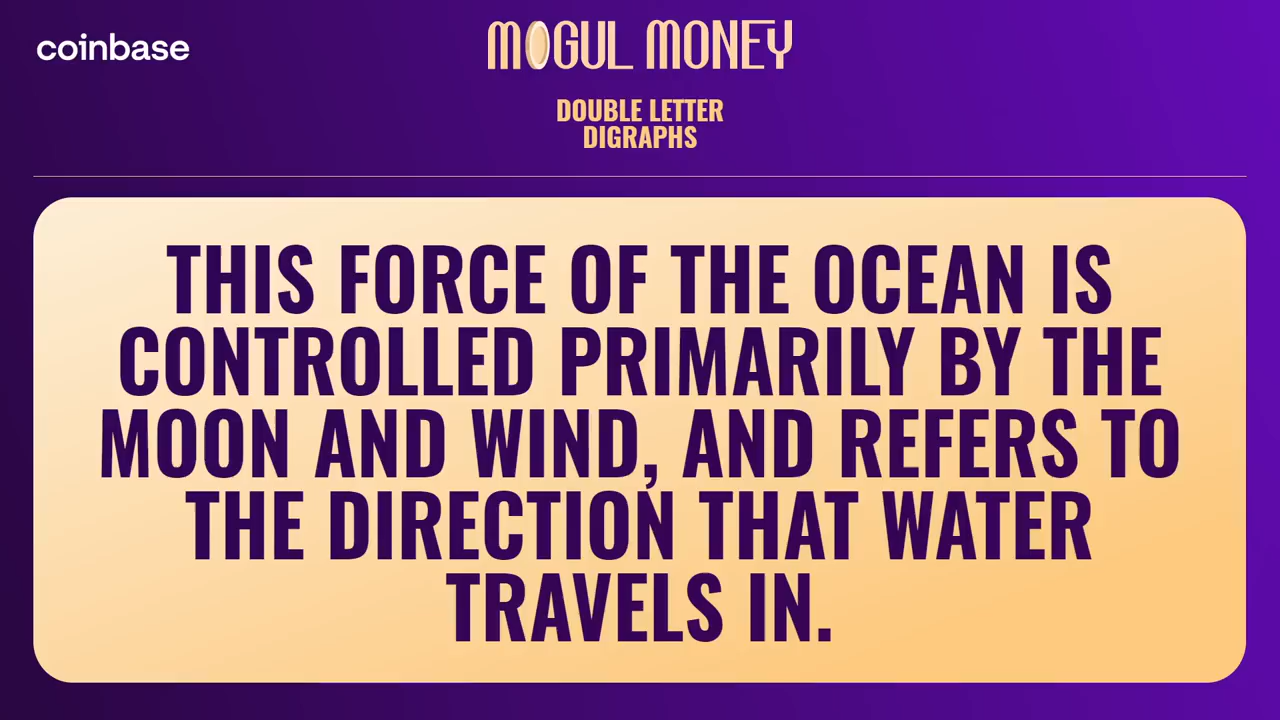 coinbase
MOGUL MONEY
DOUBLE LETTER
DIGRAPHS
THIS FORCE OF THE OCEAN IS
CONTROLLED PRIMARILY BY THE
MOON AND WIND, AND REFERS TO
THE DIRECTION THAT WATER
TRAVELS IN.